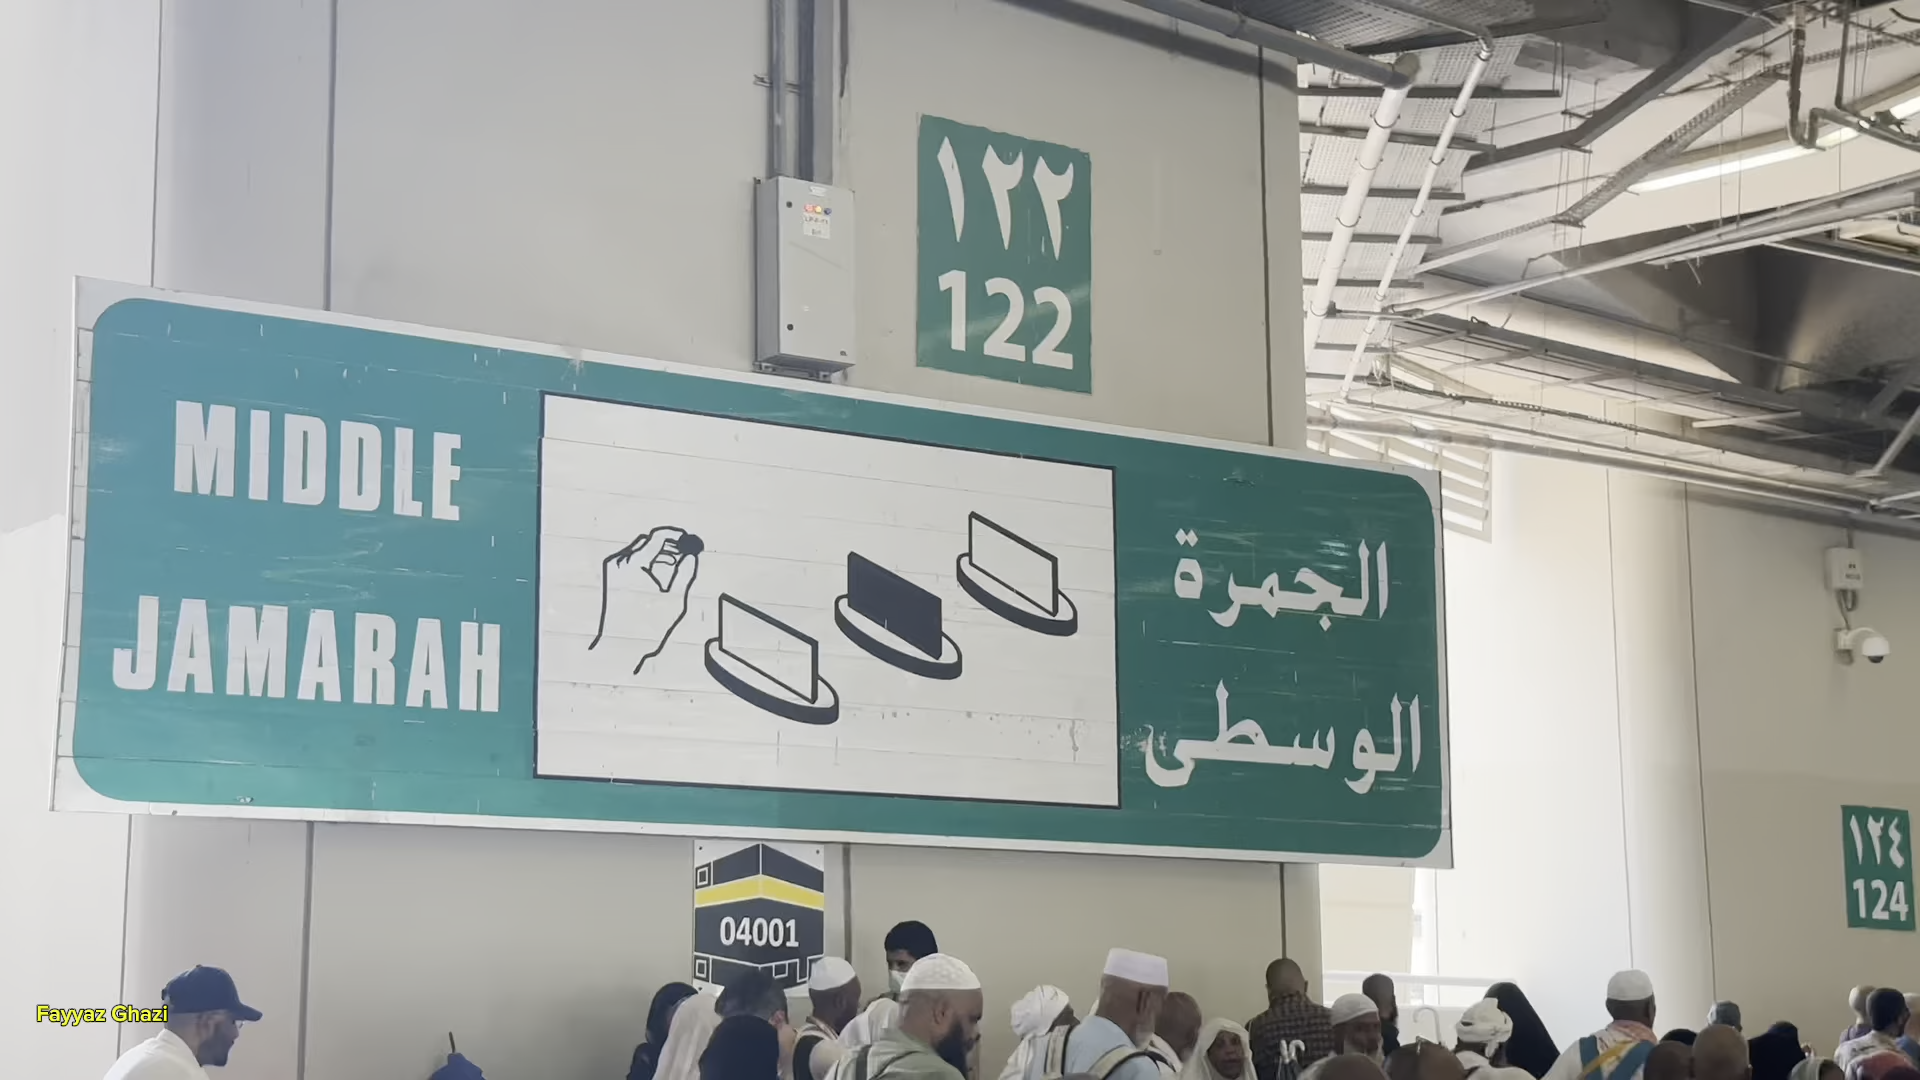 ١٢٢
122
MIDDLE
JAMARAH
الجمرة
الوسطى
04001
١٢٤
124
Fayyaz Ghazi